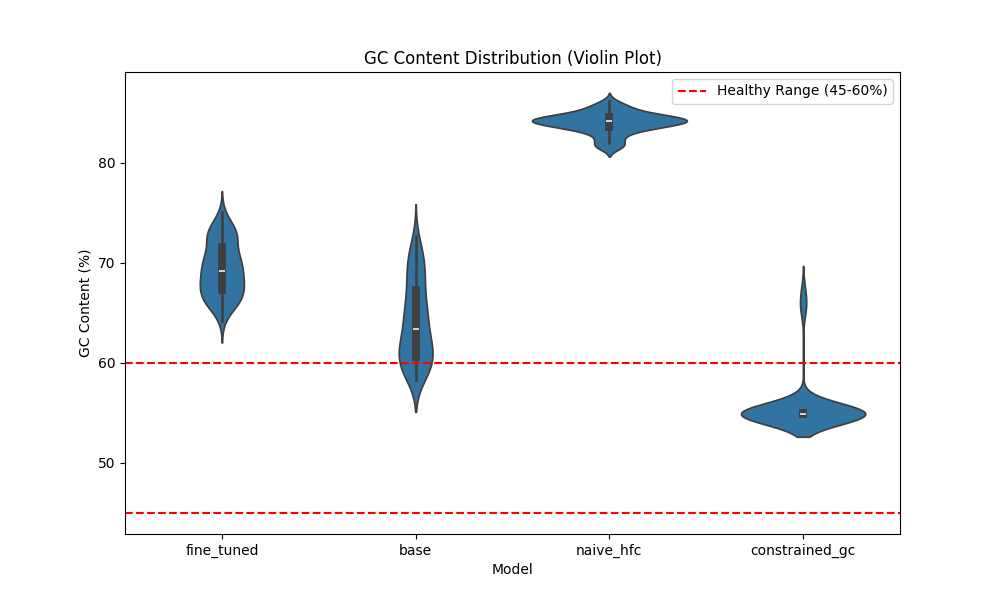 GC Content Distribution (Violin Plot)
Healthy Range (45-60%)
GC Content (%)
80
70
60
50
fine_tuned
base
naive_hfc
constrained_gc
Model